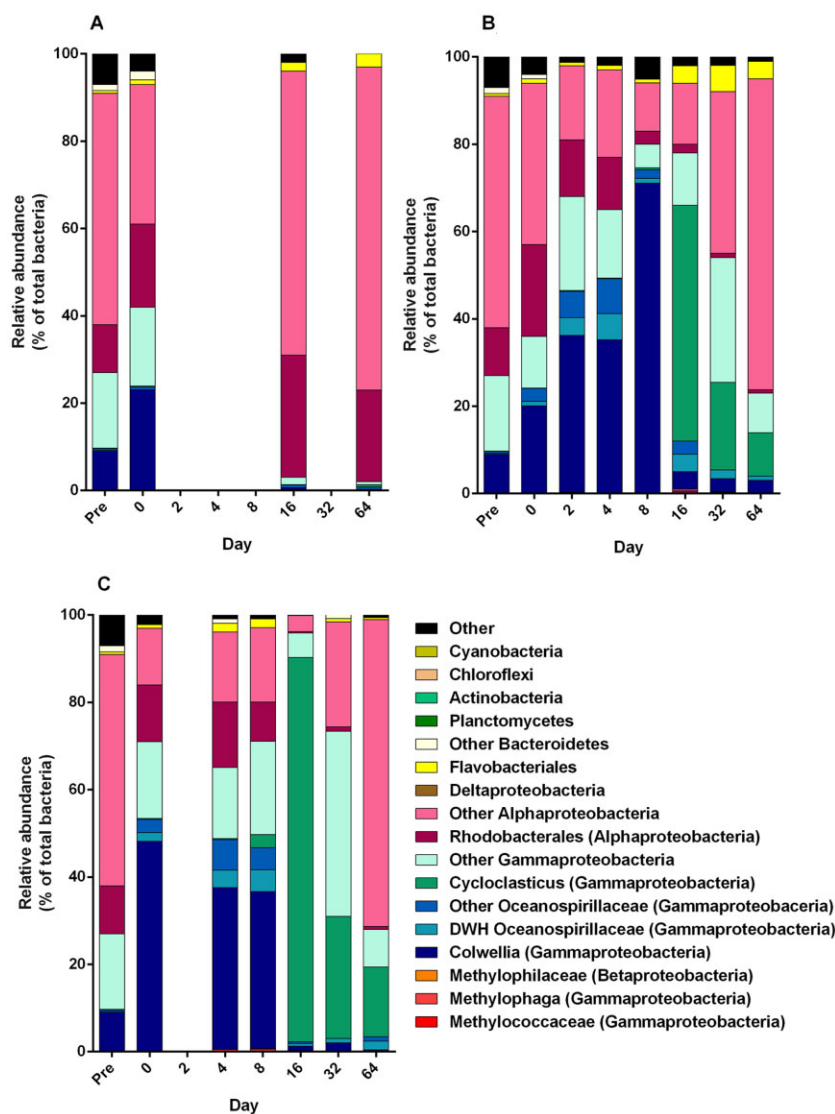 A
100
80
60
40
20
0
Relative abundance
(% of total bacteria)
Pre
0
2
4
8
16
32
64
Day
B
100
80
60
40
20
0
Relative abundance
(% of total bacteria)
Pre
0
2
4
8
16
32
64
Day
C
100
80
60
40
20
0
Relative abundance
(% of total bacteria)
Pre
0
2
4
8
16
32
64
Day
Other
Cyanobacteria
Chloroflexi
Actinobacteria
Planctomycetes
Other Bacteroidetes
Flavobacteriales
Deltaproteobacteria
Other Alphaproteobacteria
Rhodobacterales (Alphaproteobacteria)
Other Gammaproteobacteria
Cycloclasticus (Gammaproteobacteria)
Other Oceanospirillaceae (Gammaproteobaceria)
DWH Oceanospirillaceae (Gammaproteobacteria)
Colwellia (Gammaproteobacteria)
Methylophilaceae (Betaproteobacteria)
Methylophaga (Gammaproteobacteria)
Methylococcaceae (Gammaproteobacteria)